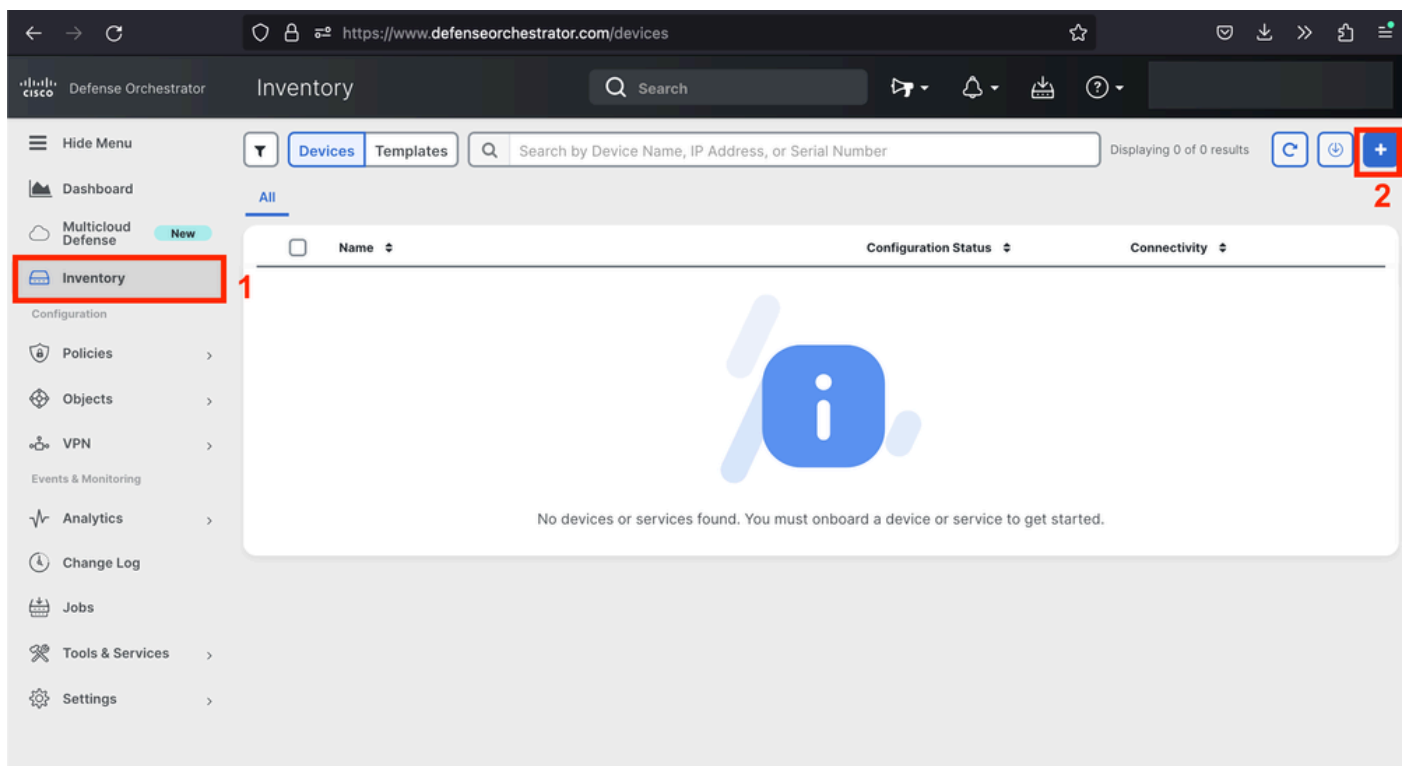 https://www.defenseorchestrator.com/devices
CISCO Defense Orchestrator
Inventory
Search
Hide Menu
Devices
Templates
Search by Device Name, IP Address, or Serial Number
Displaying 0 of 0 results
2
Dashboard
All
Multicloud
Defense
New
Name
Configuration Status
Connectivity
Inventory
1
Configuration
Policies
Objects
VPN
Events & Monitoring
Analytics
No devices or services found. You must onboard a device or service to get started.
Change Log
Jobs
Tools & Services
Settings